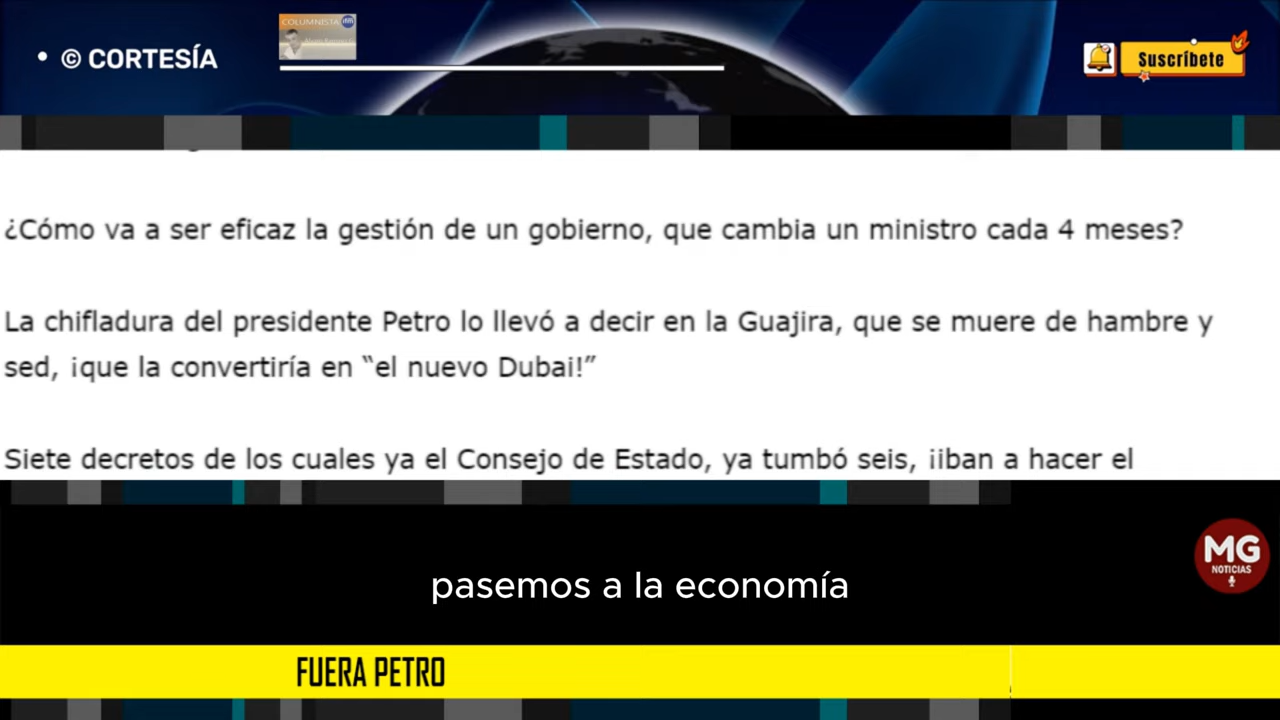 • © CORTESÍA
COLUMNISTA
Suscríbete
¿Cómo va a ser eficaz la gestión de un gobierno, que cambia un ministro cada 4 meses?
La chifladura del presidente Petro lo llevó a decir en la Guajira, que se muere de hambre y
sed, ¡que la convertiría en “el nuevo Dubai!”
Siete decretos de los cuales ya el Consejo de Estado, ya tumbó seis, ¡iban a hacer el
MG
NOTICIAS
pasemos a la economía
FUERA PETRO